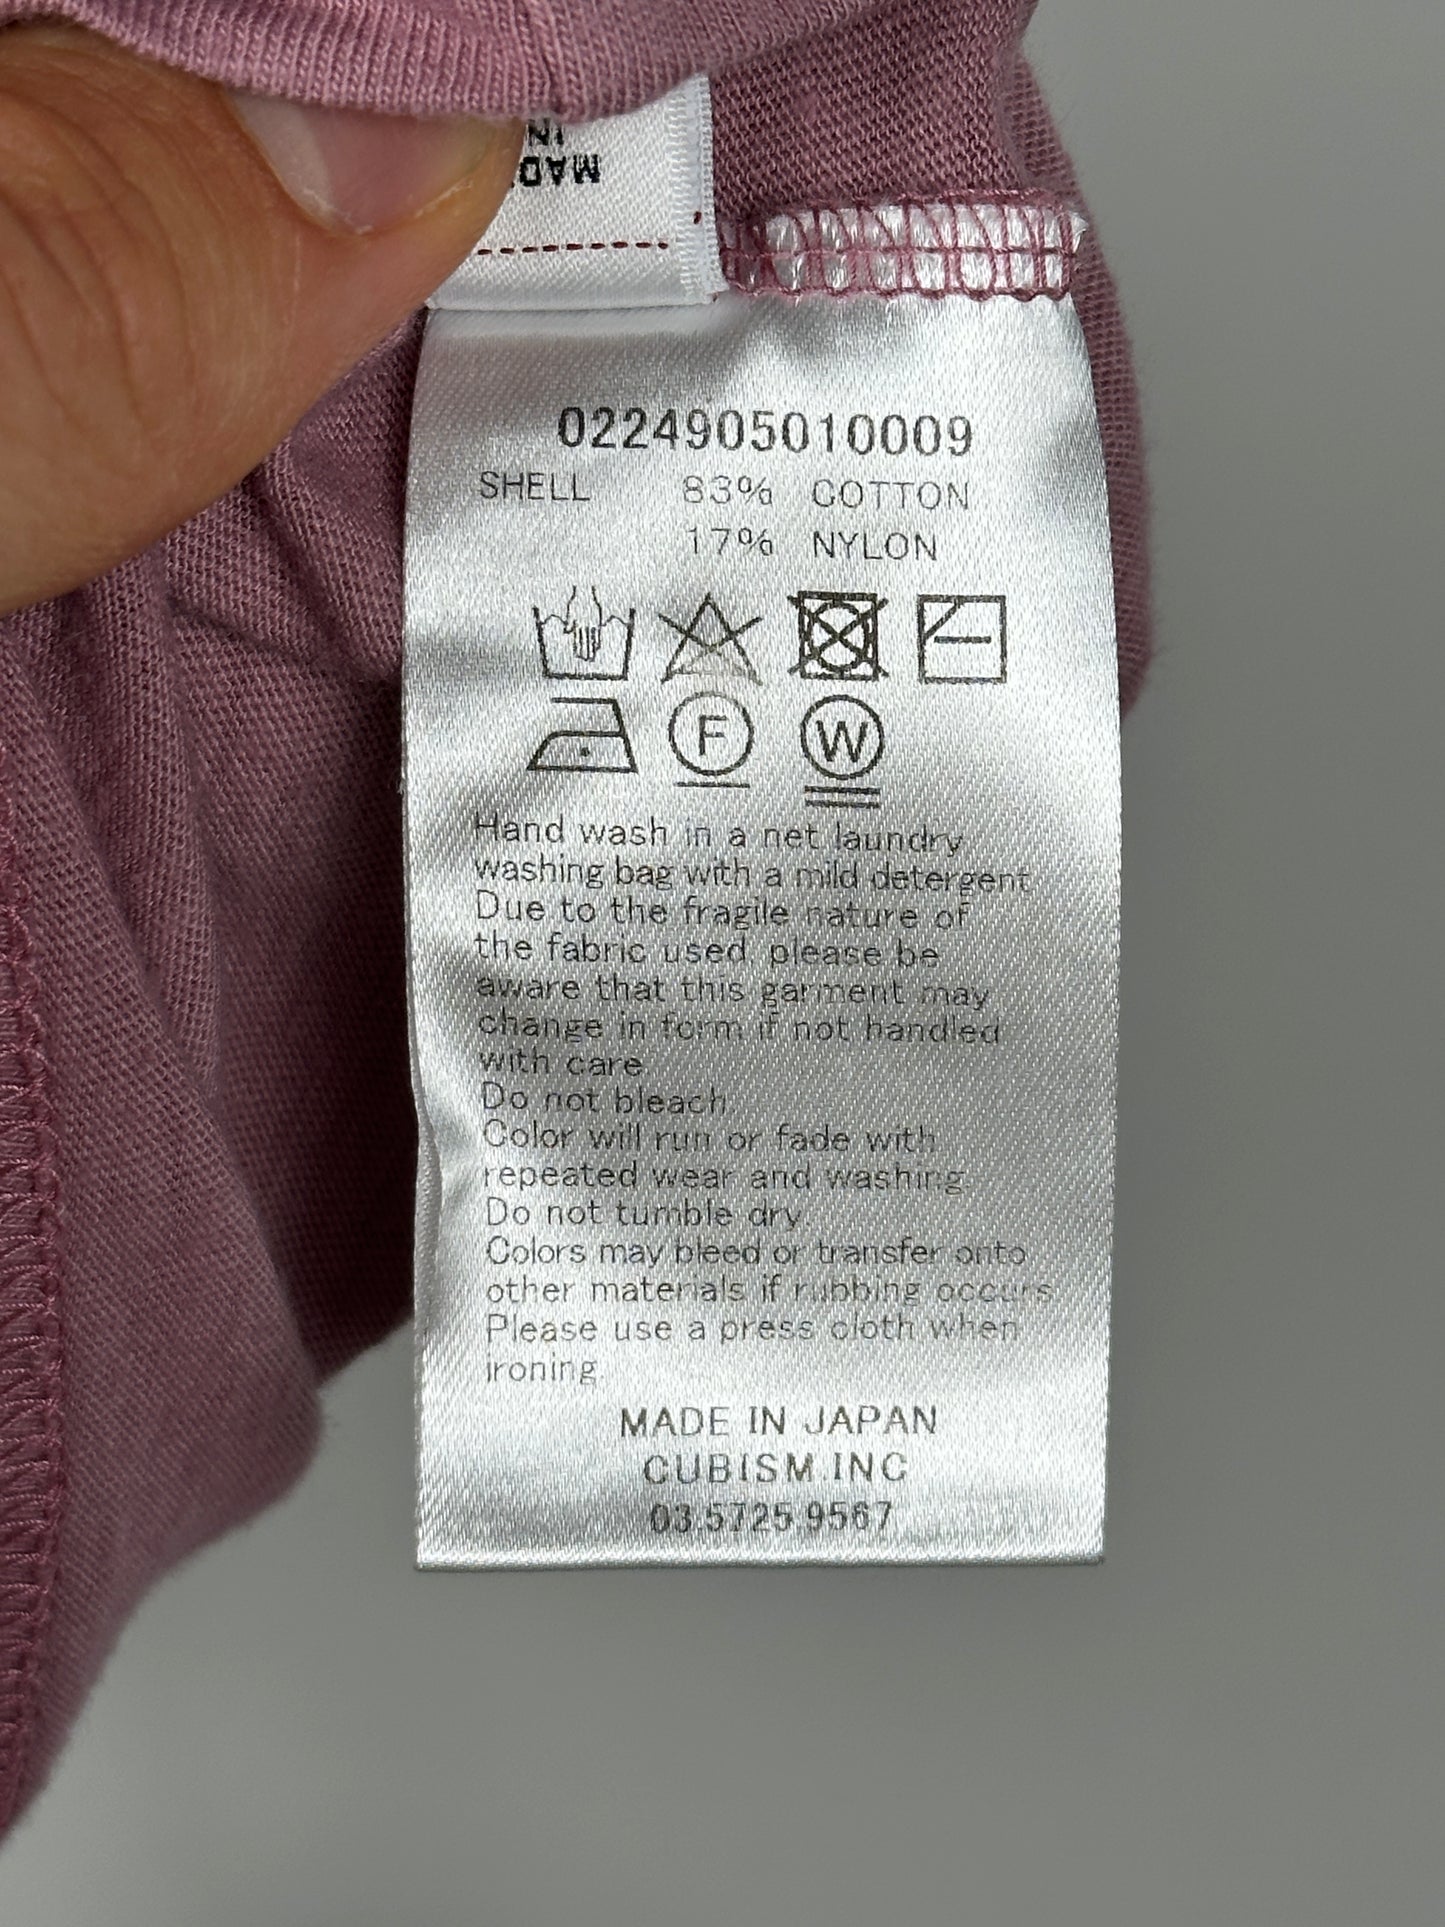 MADE
IN
0224905010009
SHELL 83% COTTON
17% NYLON
F W
Hand wash in a net laundry
washing bag with a mild detergent
Due to the fragile nature of
the fabric used, please be
aware that this garment may
change in form if not handled
with care.
Do not bleach.
Color will run or fade with
repeated wear and washing.
Do not tumble dry.
Colors may bleed or transfer onto
other materials if rubbing occurs
Please use a press cloth when
ironing.
MADE IN JAPAN
CUBISM.INC
03.5725.9567